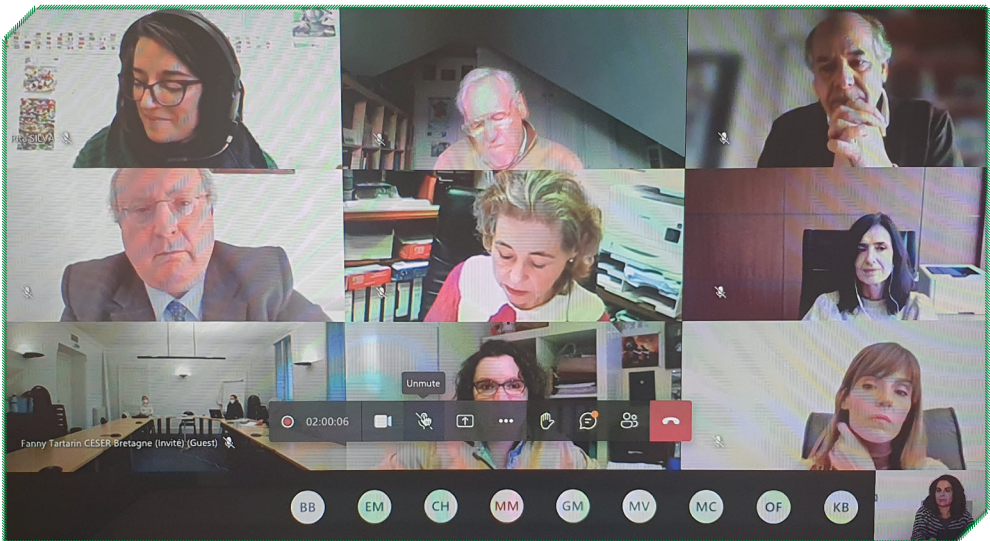 SILVA
Unmute
02:00:06
Fanny Tartarin CESER Bretagne (Invité) (Guest)
BB EM CH MM GM MV MC OF KB